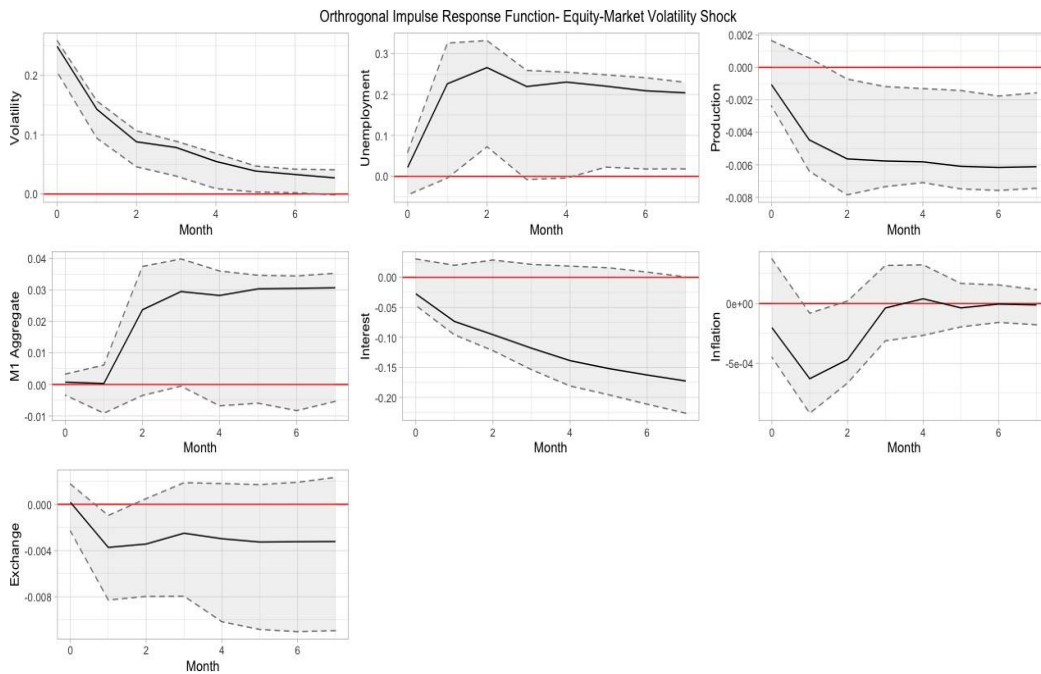 Orthrogonal Impulse Response Function- Equity-Market Volatility Shock
Volatility
0.2
0.1
0.0
0 2 4 6
Month
Unemployment
0.3
0.2
0.1
0.0
0 2 4 6
Month
Production
0.002
0.000
-0.002
-0.004
-0.006
-0.008
0 2 4 6
Month
M1 Aggregate
0.04
0.03
0.02
0.01
0.00
-0.01
0 2 4 6
Month
Interest
0.00
-0.05
-0.10
-0.15
-0.20
0 2 4 6
Month
Inflation
0e+00
-5e-04
0 2 4 6
Month
Exchange
0.000
-0.004
-0.008
0 2 4 6
Month